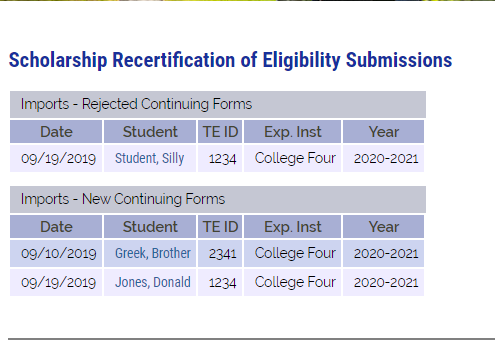 Scholarship Recertification of Eligibility Submissions
Imports - Rejected Continuing Forms
Date Student TE ID Exp. Inst Year
09/19/2019 Student, Silly 1234 College Four 2020-2021
Imports - New Continuing Forms
Date Student TE ID Exp. Inst Year
09/10/2019 Greek, Brother 2341 College Four 2020-2021
09/19/2019 Jones, Donald 1234 College Four 2020-2021